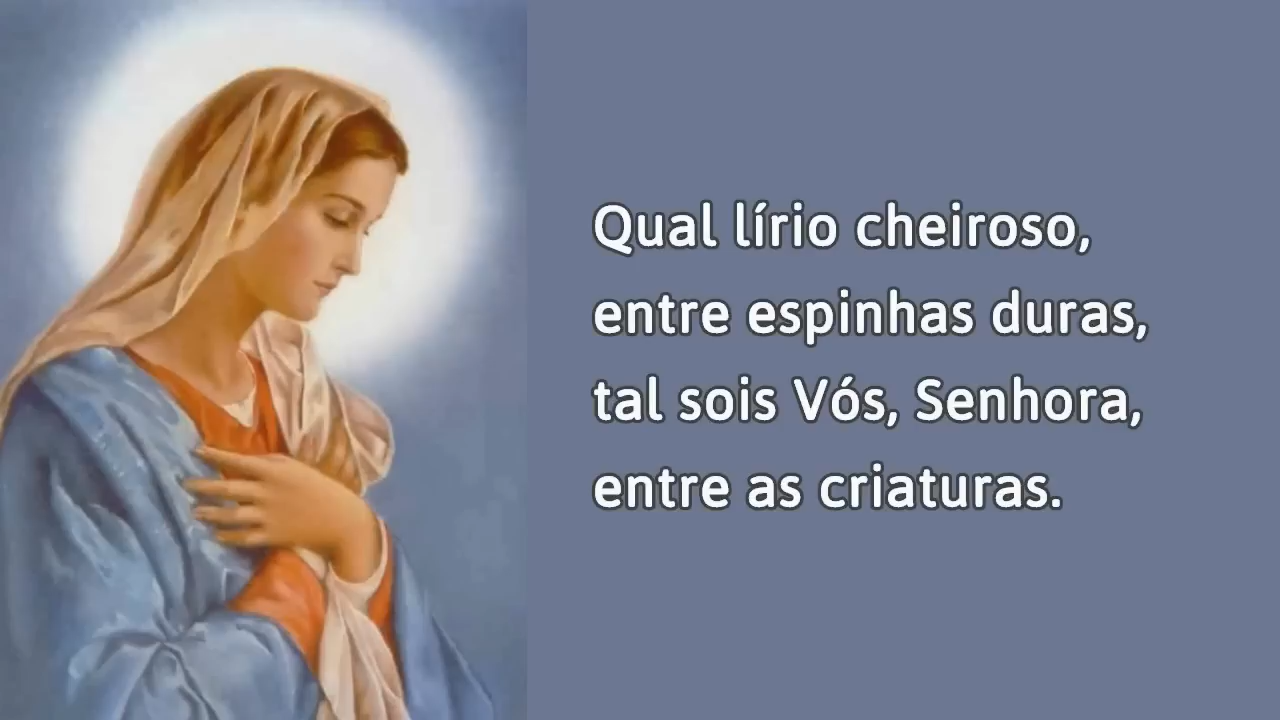 Qual lírio cheiroso,
entre espinhas duras,
tal sois Vós, Senhora,
entre as criaturas.